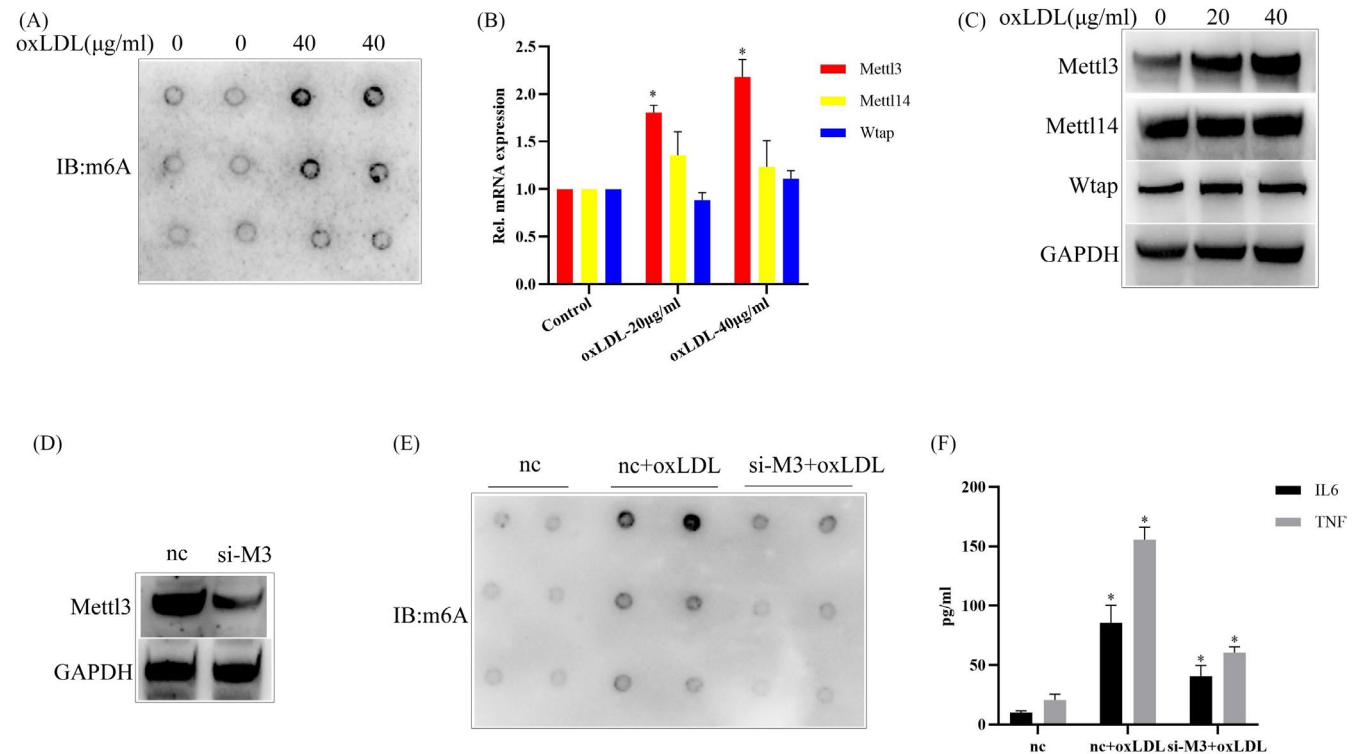 (A)
oxLDL(μg/ml) 0 0 40 40
IB:m6A
(B)
Rel. mRNA expression
2.5
2.0
1.5
1.0
0.5
0.0
* *
Control
oxLDL-20μg/ml
oxLDL-40μg/ml
Mettl3
Mettl14
Wtap
(C)
oxLDL(μg/ml) 0 20 40
Mettl3
Mettl14
Wtap
GAPDH
(D)
nc si-M3
Mettl3
GAPDH
(E)
nc nc+oxLDL si-M3+oxLDL
IB:m6A
(F)
pg/ml
200
150
100
50
0
* * * *
nc nc+oxLDL si-M3+oxLDL
IL6
TNF